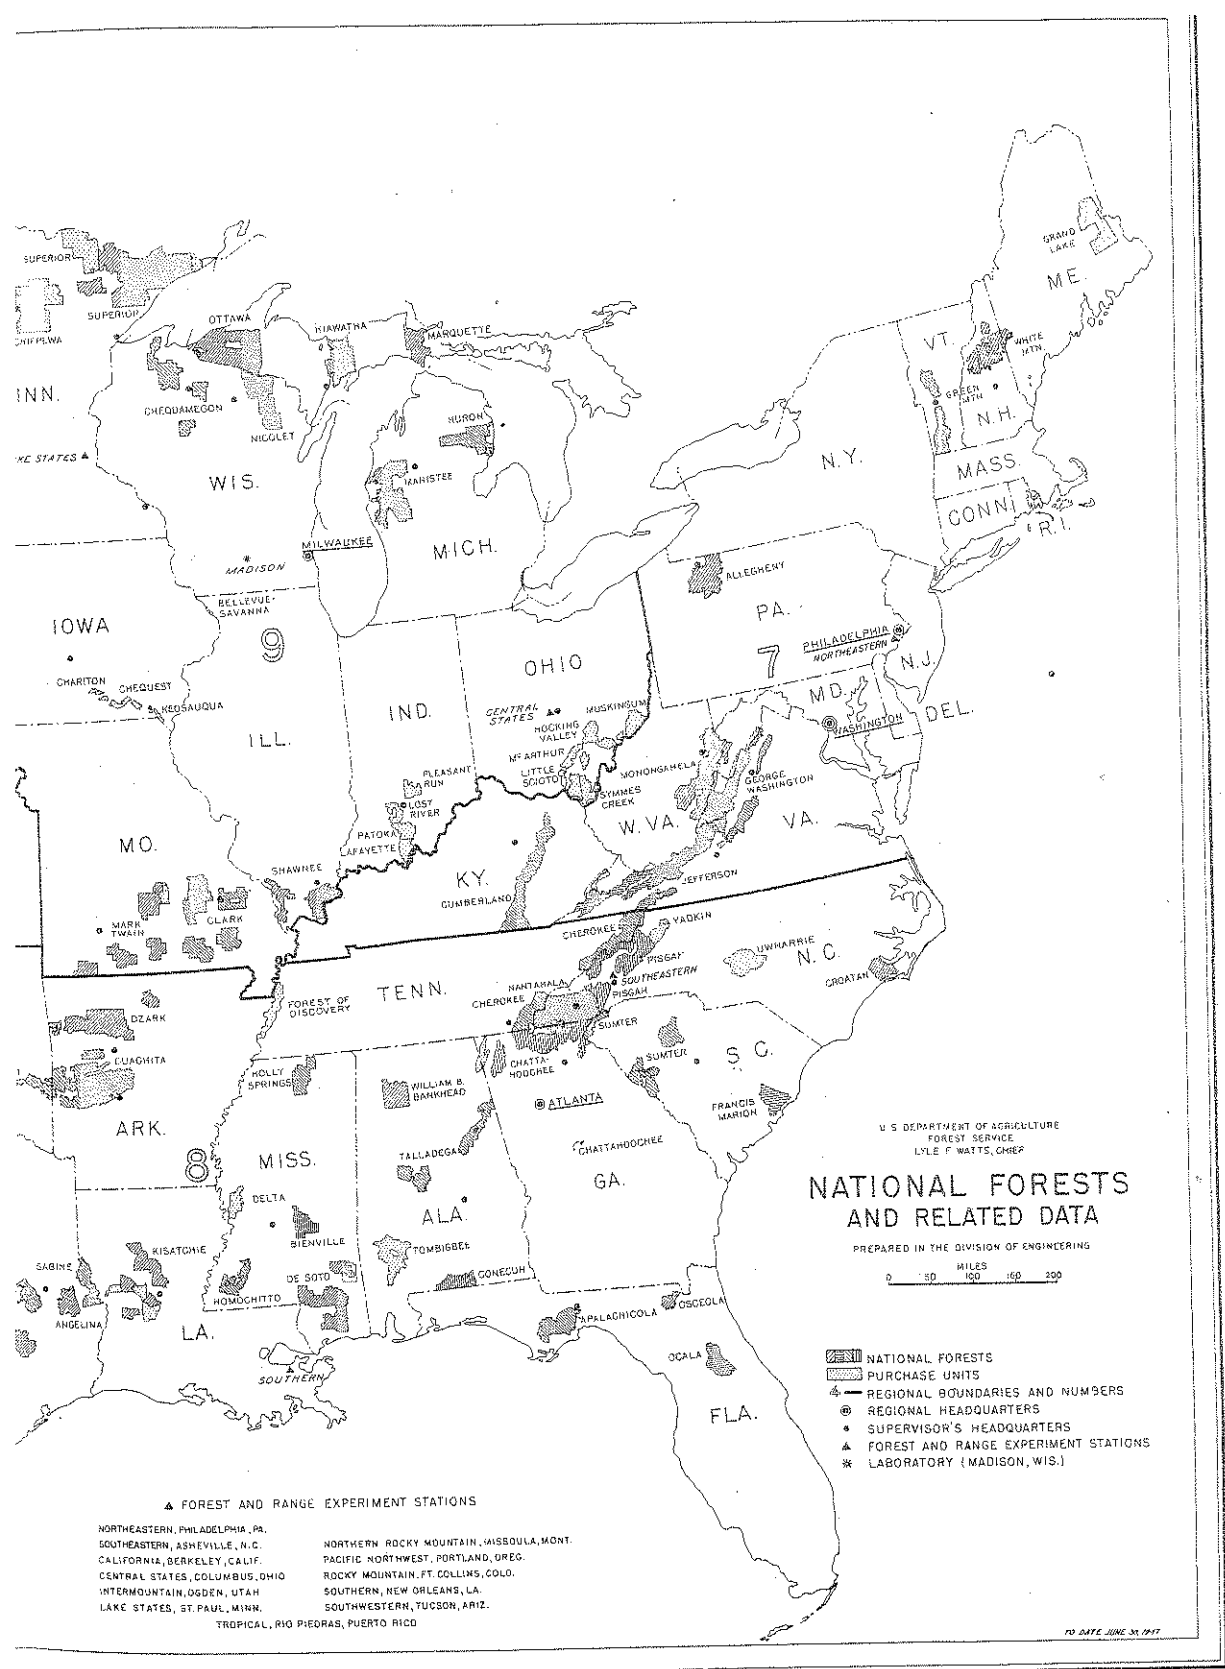 GRAND
LAKE
ME.
SUPERIOR
SUPERIOR
CHIPPEWA
OTTAWA
HIAWATHA
MARQUETTE
VT.
WHITE
MTN.
INN.
CHEQUAMEGON
NICOLET
HURON
GREEN
MTN
N.H.
KE STATES
WIS.
MANISTEE
N.Y.
MASS.
CONN.
R.I.
MILWAUKEE
MICH.
MADISON
ALLEGHENY
BELLEVUE-
SAVANNA
IOWA
9
PA.
7
PHILADELPHIA
NORTHEASTERN
N.J.
OHIO
CHARITON
CHEQUEST
KEOSAUQUA
IND.
ILL.
CENTRAL
STATES
MUSKINGUM
HOCKING
VALLEY
MD.
WASHINGTON
DEL.
MCARTHUR
LITTLE
SCIOTO
SYMMES
CREEK
MONONGAHELA
GEORGE
WASHINGTON
PLEASANT
RUN
LOST
RIVER
PATOKA
LAFAYETTE
W.VA.
VA.
MO.
SHAWNEE
KY.
CUMBERLAND
JEFFERSON
MARK
TWAIN
CLARK
CHEROKEE
YADKIN
PISGAH
SOUTHEASTERN
PISGAH
UWHARRIE
N.C.
CROATAN
TENN.
NANTAHALA
CHEROKEE
FOREST OF
DISCOVERY
OZARK
OUACHITA
SUMTER
CHATTA-
HOOCHEE
SUMTER
S.C.
HOLLY
SPRINGS
WILLIAM B.
BANKHEAD
ATLANTA
FRANCIS
MARION
ARK.
8
MISS.
TALLADEGA
CHATTAHOOCHEE
GA.
DELTA
BIENVILLE
ALA.
TOMBIGBEE
CONECUH
KISATCHIE
SABINE
ANGELINA
HOMOCHITTO
DE SOTO
LA.
SOUTHERN
APALACHICOLA
OSCEOLA
OCALA
FLA.
U S DEPARTMENT OF AGRICULTURE
FOREST SERVICE
LYLE F WATTS, CHIEF
NATIONAL FORESTS
AND RELATED DATA
PREPARED IN THE DIVISION OF ENGINEERING
MILES
0 50 100 150 200
NATIONAL FORESTS
PURCHASE UNITS
4 REGIONAL BOUNDARIES AND NUMBERS
REGIONAL HEADQUARTERS
SUPERVISOR'S HEADQUARTERS
FOREST AND RANGE EXPERIMENT STATIONS
LABORATORY (MADISON, WIS.)
FOREST AND RANGE EXPERIMENT STATIONS
NORTHEASTERN, PHILADELPHIA, PA.
SOUTHEASTERN, ASHEVILLE, N.C.
CALIFORNIA, BERKELEY, CALIF.
CENTRAL STATES, COLUMBUS, OHIO
INTERMOUNTAIN, OGDEN, UTAH
LAKE STATES, ST. PAUL, MINN.
NORTHERN ROCKY MOUNTAIN, MISSOULA, MONT.
PACIFIC NORTHWEST, PORTLAND, OREG.
ROCKY MOUNTAIN, FT. COLLINS, COLO.
SOUTHERN, NEW ORLEANS, LA.
SOUTHWESTERN, TUCSON, ARIZ.
TROPICAL, RIO PIEDRAS, PUERTO RICO
TO DATE JUNE 30, 1947